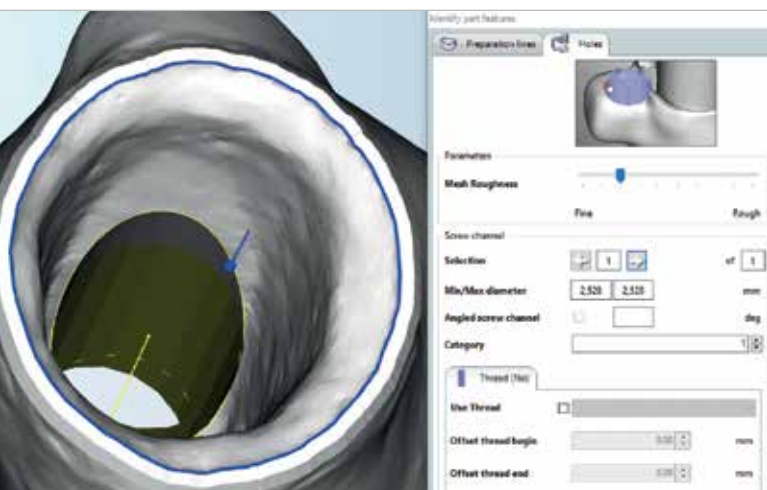 Identify part features
Preparation lines Holes
Parameters
Mesh Roughness
Fine Rough
Screw channel
Selection 1 of 1
Min/Max diameter 2,528 2,528 mm
Angled screw channel deg
Category 1
Thread (No)
Use Thread
Offset thread begin 0.00 mm
Offset thread end 0.00 mm